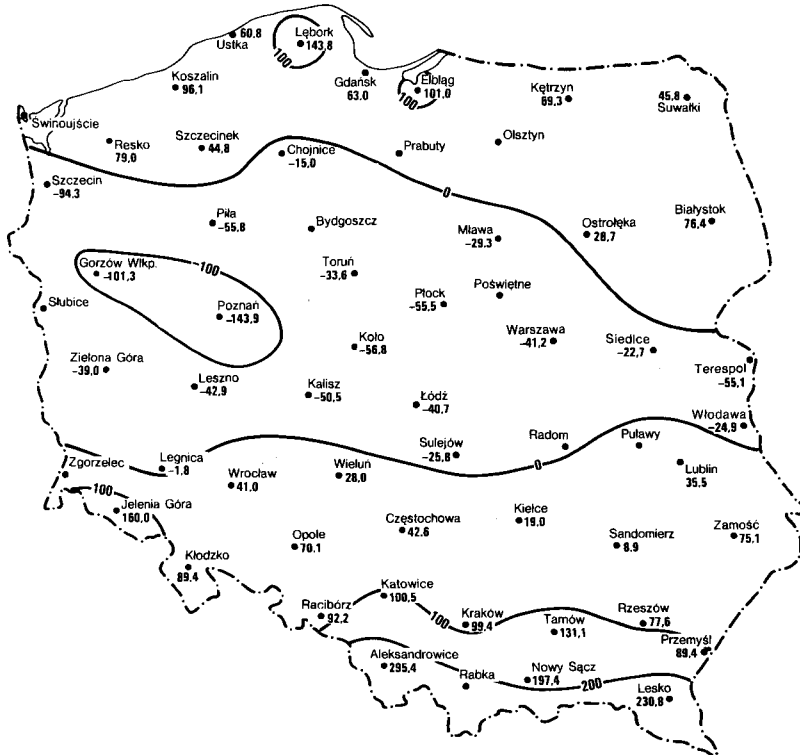 60,8
Ustka
Lębork
143,8
100
Koszalin
96,1
Gdańsk
63,0
Elbląg
101,0
100
Kętrzyn
69,3
45,8
Suwałki
Świnoujście
Resko
79,0
Szczecinek
44,8
Chojnice
-15,0
Prabuty
Olsztyn
Szczecin
-94,3
0
Piła
-55,8
Bydgoszcz
Mława
-29,3
Ostrołęka
28,7
Białystok
76,4
Gorzów Wlkp.
-101,3
100
Toruń
-33,6
Słubice
Poznań
-143,9
Płock
-55,5
Poświętne
Koło
-56,8
Warszawa
-41,2
Siedlce
-22,7
Zielona Góra
-39,0
Terespol
-55,1
Leszno
-42,9
Kalisz
-50,5
Łódź
-40,7
Włodawa
-24,9
Sulejów
-25,8
Radom
Puławy
0
Zgorzelec
Legnica
-1,8
Wrocław
41,0
Wieluń
28,0
Lublin
35,5
100
Jelenia Góra
160,0
Opole
70,1
Częstochowa
42,6
Kielce
19,0
Sandomierz
8,9
Zamość
75,1
Kłodzko
89,4
Katowice
100,5
Racibórz
92,2
100
Kraków
99,4
Tarnów
131,1
Rzeszów
77,6
Przemyśl
89,4
Aleksandrowice
295,4
Rabka
Nowy Sącz
197,4
200
Lesko
230,8